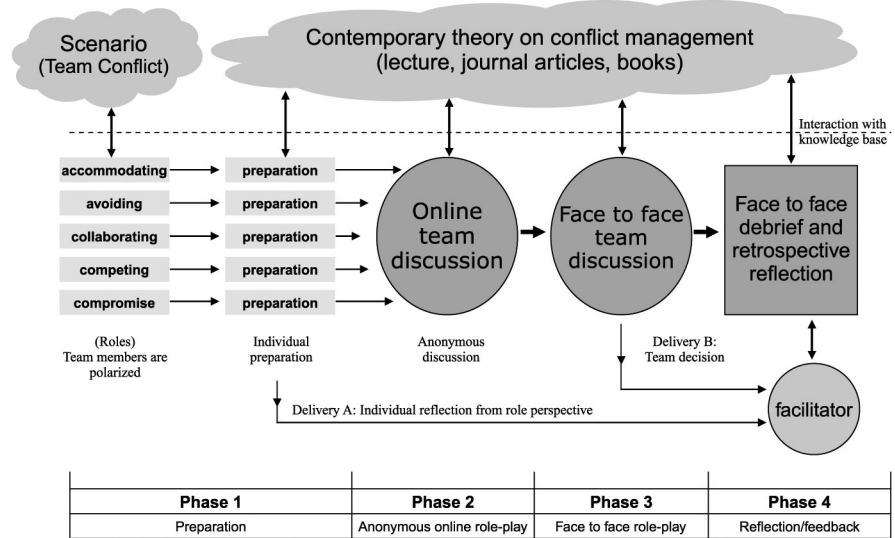 Scenario
(Team Conflict)
Contemporary theory on conflict management
(lecture, journal articles, books)
Interaction with
knowledge base
accommodating
preparation
avoiding
preparation
collaborating
preparation
competing
preparation
compromise
preparation
Online
team
discussion
Face to face
team
discussion
Face to face
debrief and
retrospective
reflection
(Roles)
Team members are
polarized
Individual
preparation
Anonymous
discussion
Delivery B:
Team decision
Delivery A: Individual reflection from role perspective
facilitator
Phase 1
Phase 2
Phase 3
Phase 4
Preparation
Anonymous online role-play
Face to face role-play
Reflection/feedback